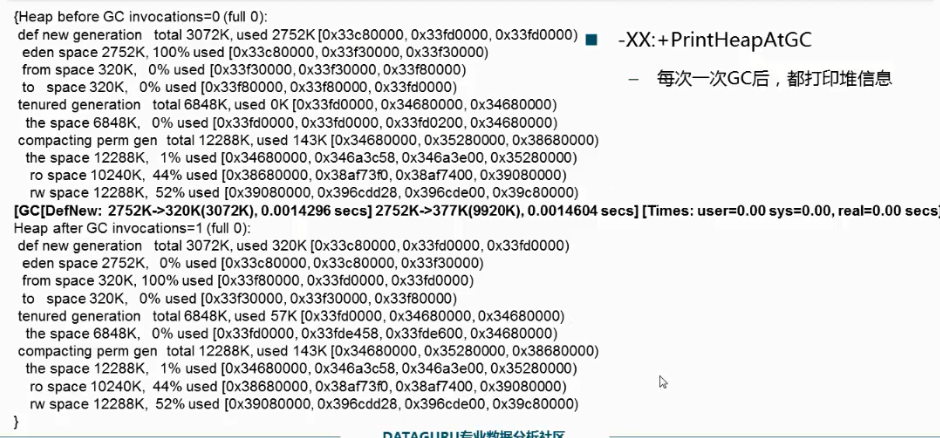 {Heap before GC invocations=0 (full 0):
def new generation total 3072K, used 2752K [0x33c80000, 0x33fd0000, 0x33fd0000)
eden space 2752K, 100% used [0x33c80000, 0x33f30000, 0x33f30000)
from space 320K, 0% used [0x33f30000, 0x33f30000, 0x33f80000)
to space 320K, 0% used [0x33f80000, 0x33f80000, 0x33fd0000)
tenured generation total 6848K, used 0K [0x33fd0000, 0x34680000, 0x34680000)
the space 6848K, 0% used [0x33fd0000, 0x33fd0000, 0x33fd0200, 0x34680000)
compacting perm gen total 12288K, used 143K [0x34680000, 0x35280000, 0x38680000)
the space 12288K, 1% used [0x34680000, 0x346a3c58, 0x346a3e00, 0x35280000)
ro space 10240K, 44% used [0x38680000, 0x38af73f0, 0x38af7400, 0x39080000)
rw space 12288K, 52% used [0x39080000, 0x396cdd28, 0x396cde00, 0x39c80000)
[GC[DefNew: 2752K->320K(3072K), 0.0014296 secs] 2752K->377K(9920K), 0.0014604 secs] [Times: user=0.00 sys=0.00, real=0.00 secs]
Heap after GC invocations=1 (full 0):
def new generation total 3072K, used 320K [0x33c80000, 0x33fd0000, 0x33fd0000)
eden space 2752K, 0% used [0x33c80000, 0x33c80000, 0x33f30000)
from space 320K, 100% used [0x33f80000, 0x33fd0000, 0x33fd0000)
to space 320K, 0% used [0x33f30000, 0x33f30000, 0x33f80000)
tenured generation total 6848K, used 57K [0x33fd0000, 0x34680000, 0x34680000)
the space 6848K, 0% used [0x33fd0000, 0x33fde458, 0x33fde600, 0x34680000)
compacting perm gen total 12288K, used 143K [0x34680000, 0x35280000, 0x38680000)
the space 12288K, 1% used [0x34680000, 0x346a3c58, 0x346a3e00, 0x35280000)
ro space 10240K, 44% used [0x38680000, 0x38af73f0, 0x38af7400, 0x39080000)
rw space 12288K, 52% used [0x39080000, 0x396cdd28, 0x396cde00, 0x39c80000)
}
-XX:+PrintHeapAtGC
– 每次一次GC后，都打印堆信息
DATAGURU专业数据分析社区